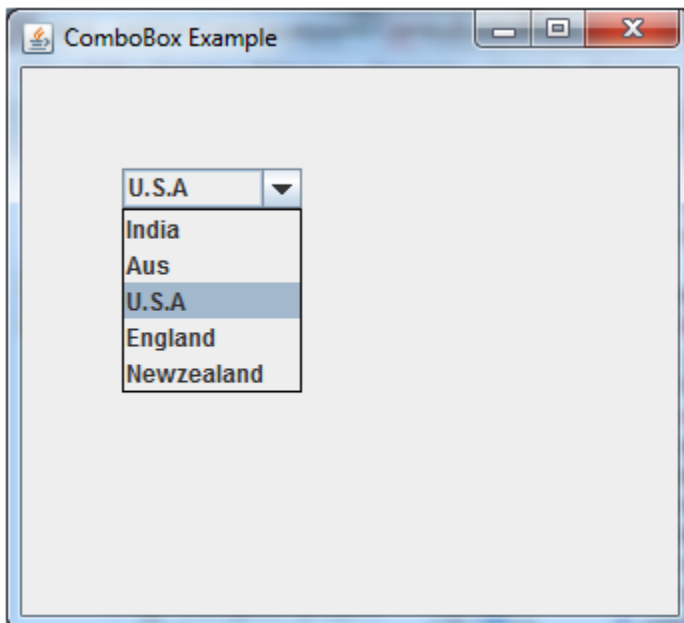 ComboBox Example
U.S.A
India
Aus
U.S.A
England
Newzealand